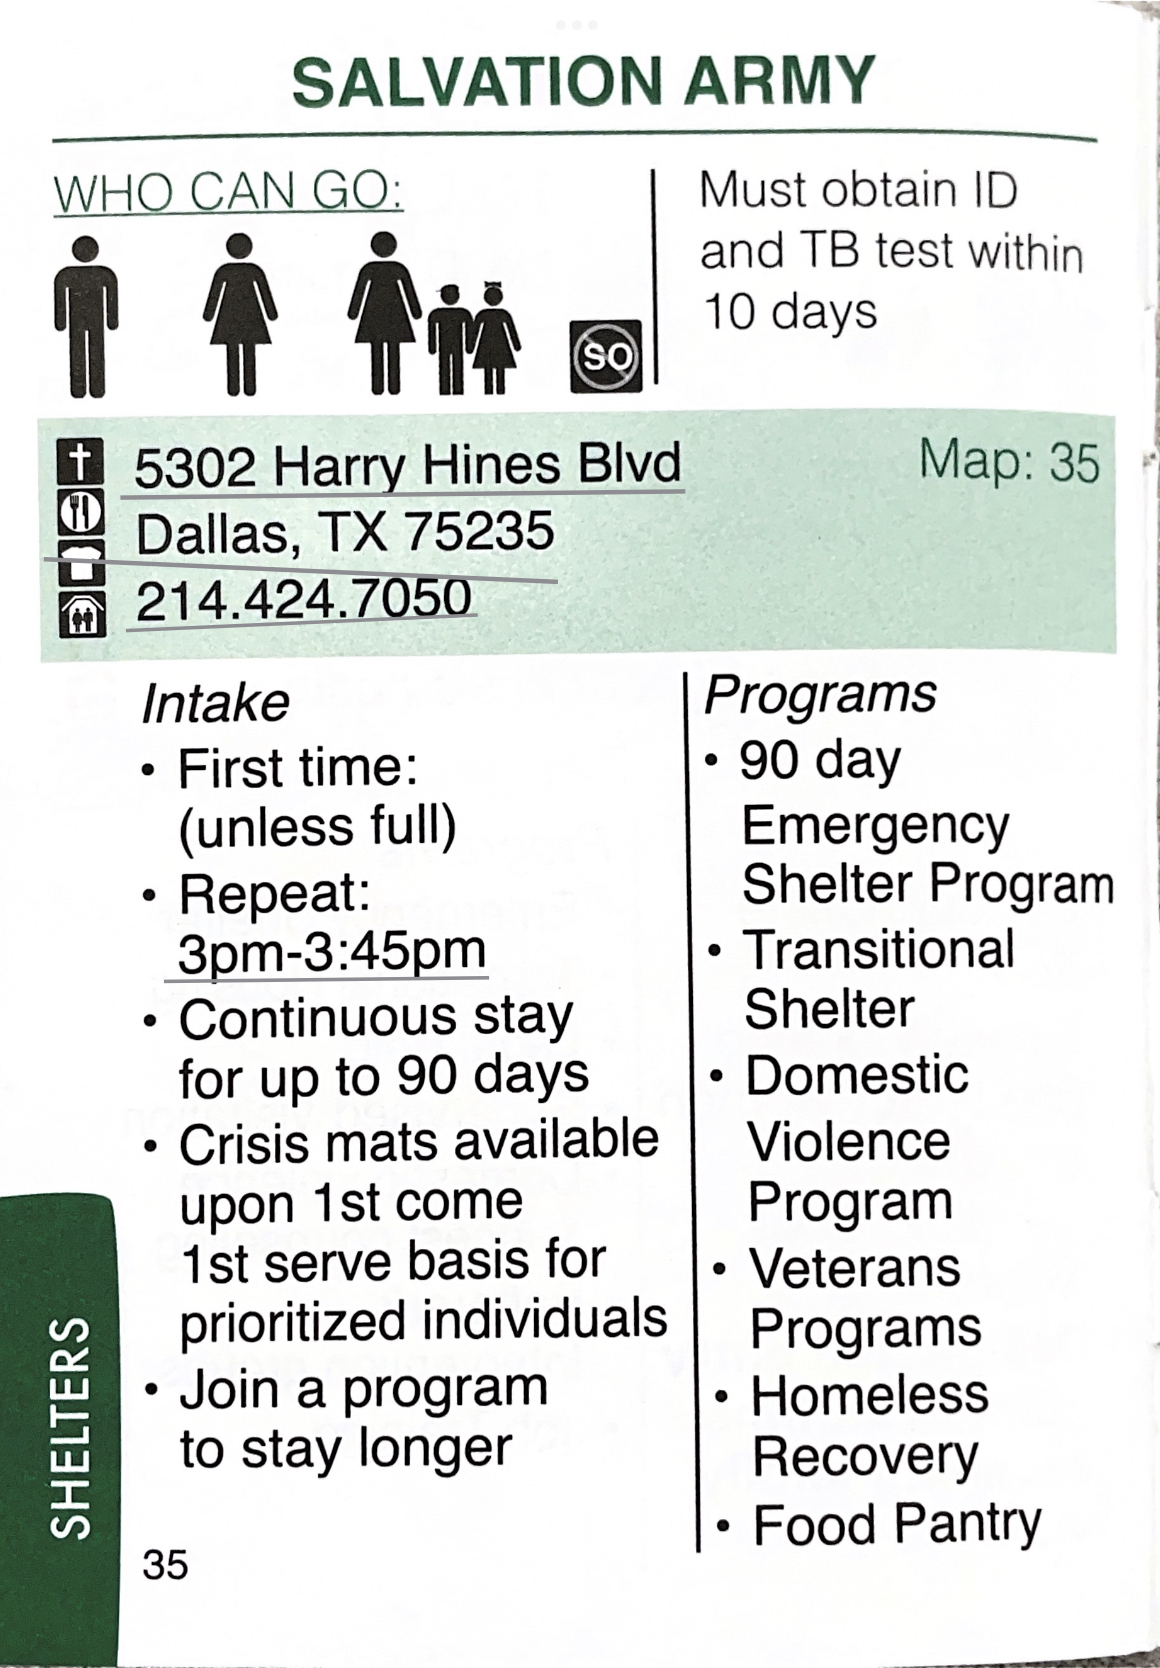 SALVATION ARMY
WHO CAN GO:
Must obtain ID
and TB test within
10 days
SO
5302 Harry Hines Blvd
Map: 35
Dallas, TX 75235
214.424.7050
Intake
• First time:
(unless full)
• Repeat:
3pm-3:45pm
• Continuous stay
for up to 90 days
• Crisis mats available
upon 1st come
1st serve basis for
prioritized individuals
• Join a program
to stay longer
Programs
• 90 day
Emergency
Shelter Program
• Transitional
Shelter
• Domestic
Violence
Program
• Veterans
Programs
• Homeless
Recovery
• Food Pantry
SHELTERS
35